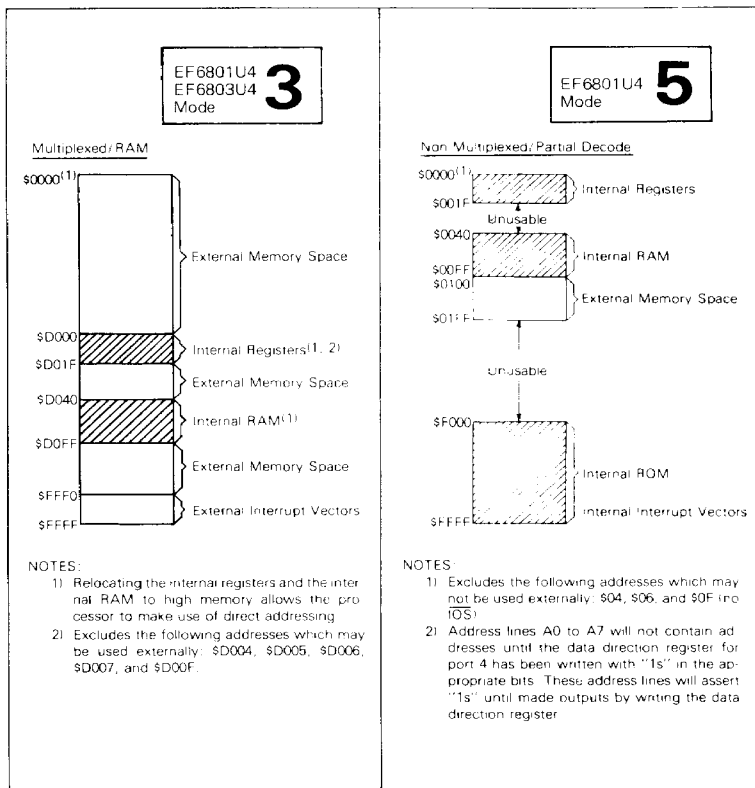 EF6801U4
EF6803U4
Mode
3
Multiplexed/RAM
$0000(1)
External Memory Space
$D000
Internal Registers(1, 2)
$D01F
External Memory Space
$D040
Internal RAM(1)
$D0FF
External Memory Space
$FFF0
External Interrupt Vectors
$FFFF
NOTES:
1) Relocating the internal registers and the inter
nal RAM to high memory allows the pro
cessor to make use of direct addressing
2) Excludes the following addresses which may
be used externally: $D004, $D005, $D006,
$D007, and $D00F.
EF6801U4
Mode
5
Non Multiplexed/Partial Decode
$0000(1)
Internal Registers
$001F
Unusable
$0040
Internal RAM
$00FF
$0100
External Memory Space
$01FF
Unusable
$F000
Internal ROM
Internal Interrupt Vectors
$FFFF
NOTES:
1) Excludes the following addresses which may
not be used externally: $04, $06, and $0F (no
IOS)
2) Address lines A0 to A7 will not contain ad
dresses until the data direction register for
port 4 has been written with "1s" in the ap-
propriate bits. These address lines will assert
"1s" until made outputs by writing the data
direction register